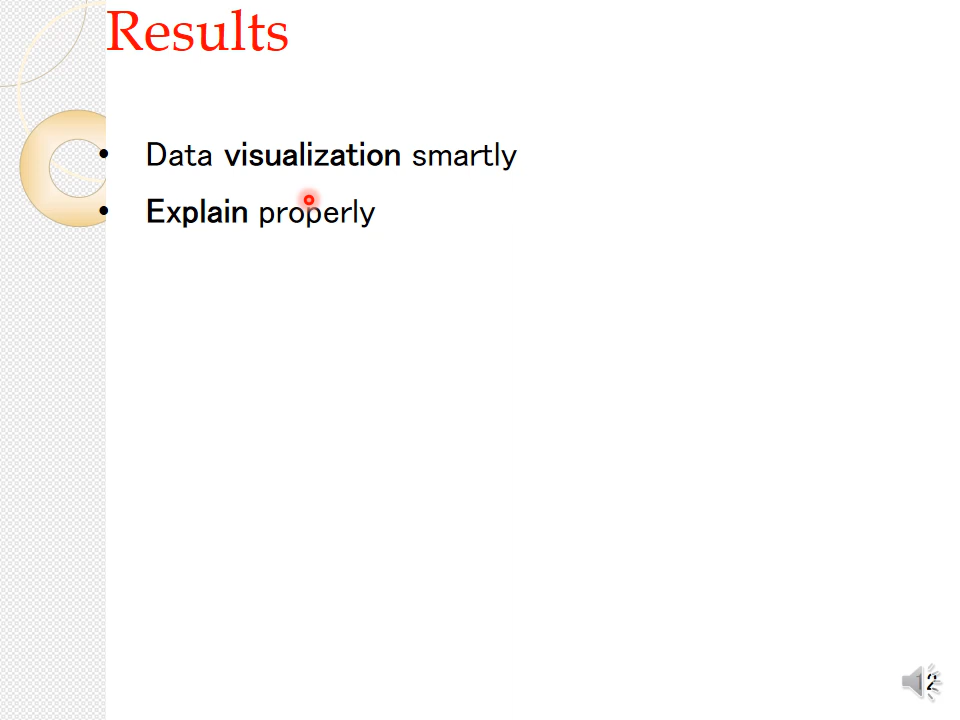 Results
• Data visualization smartly
• Explain properly